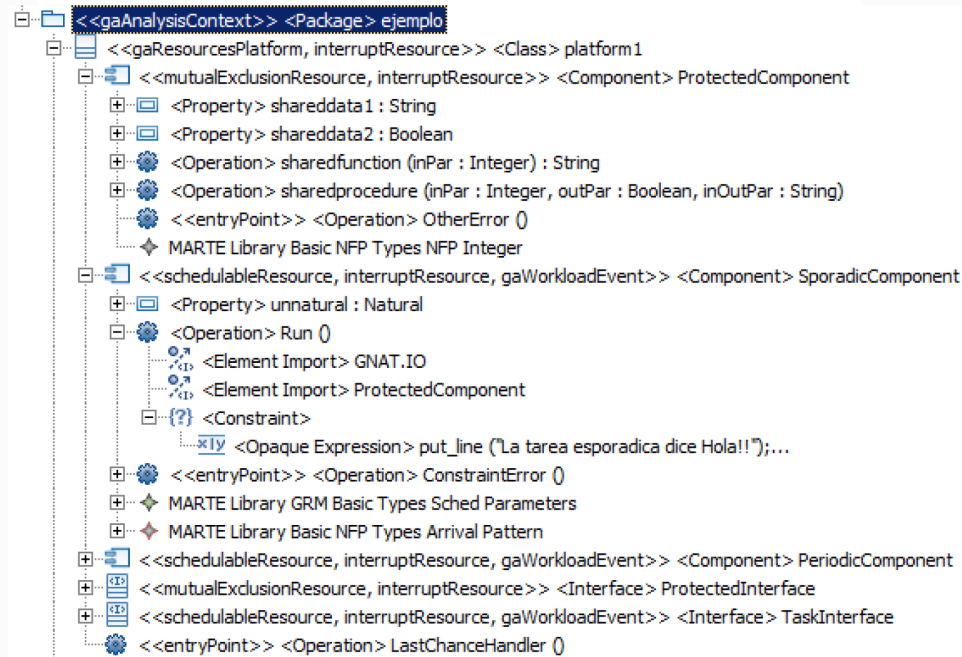 <<gaAnalysisContext>> <Package> ejemplo
<<gaResourcesPlatform, interruptResource>> <Class> platform1
<<mutualExclusionResource, interruptResource>> <Component> ProtectedComponent
<Property> shareddata1 : String
<Property> shareddata2 : Boolean
<Operation> sharedfunction (inPar : Integer) : String
<Operation> sharedprocedure (inPar : Integer, outPar : Boolean, inOutPar : String)
<<entryPoint>> <Operation> OtherError ()
MARTE Library Basic NFP Types NFP Integer
<<schedulableResource, interruptResource, gaWorkloadEvent>> <Component> SporadicComponent
<Property> unnatural : Natural
<Operation> Run ()
<Element Import> GNAT.IO
<Element Import> ProtectedComponent
{?} <Constraint>
x|y <Opaque Expression> put_line ("La tarea esporadica dice Hola!!");...
<<entryPoint>> <Operation> ConstraintError ()
MARTE Library GRM Basic Types Sched Parameters
MARTE Library Basic NFP Types Arrival Pattern
<<schedulableResource, interruptResource, gaWorkloadEvent>> <Component> PeriodicComponent
<<mutualExclusionResource, interruptResource>> <Interface> ProtectedInterface
<<schedulableResource, interruptResource, gaWorkloadEvent>> <Interface> TaskInterface
<<entryPoint>> <Operation> LastChanceHandler ()